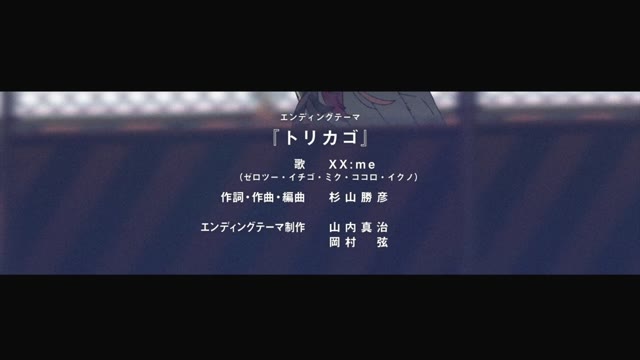 エンディングテーマ
『トリカゴ』
歌 XX:me
(ゼロツー・イチゴ・ミク・ココロ・イクノ)
作詞・作曲・編曲 杉山勝彦
エンディングテーマ制作 山内真治
岡村 弦